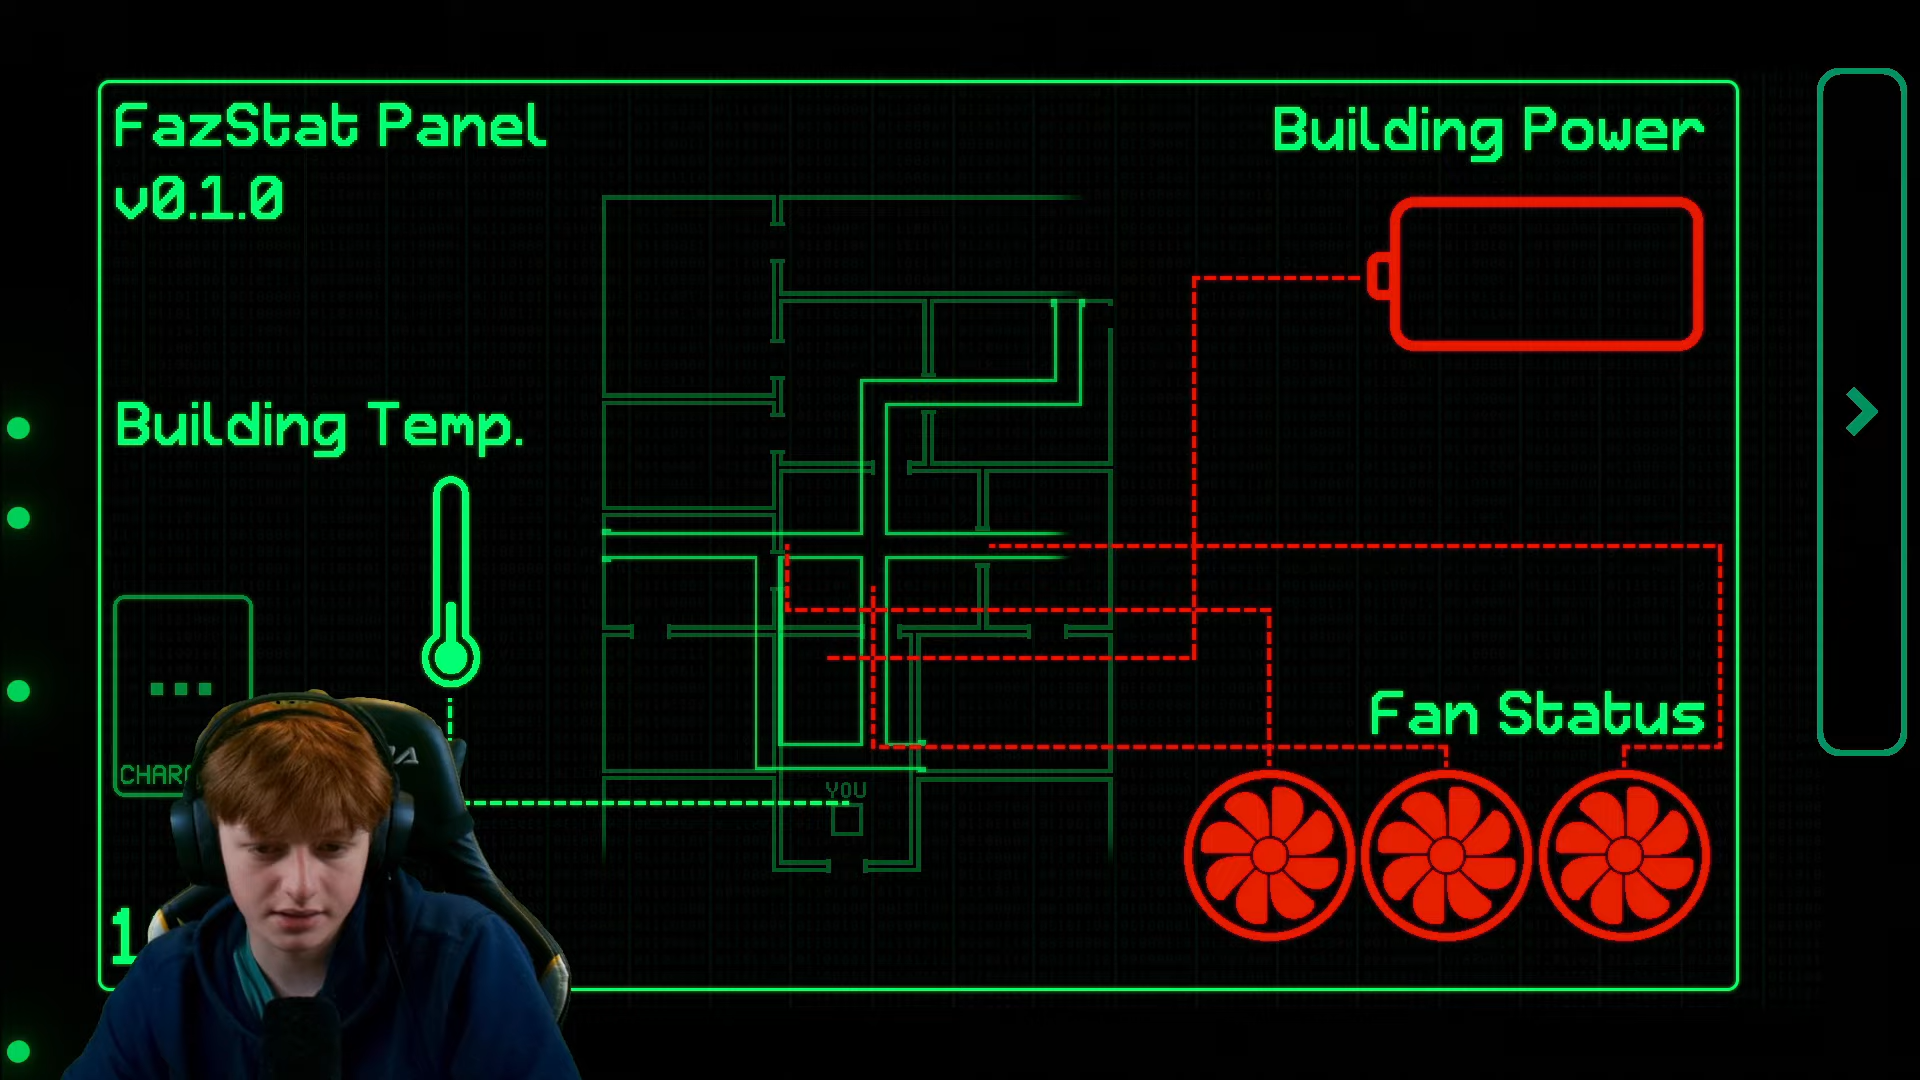 FazStat Panel
v0.1.0
Building Power
Building Temp.
Fan Status
YOU